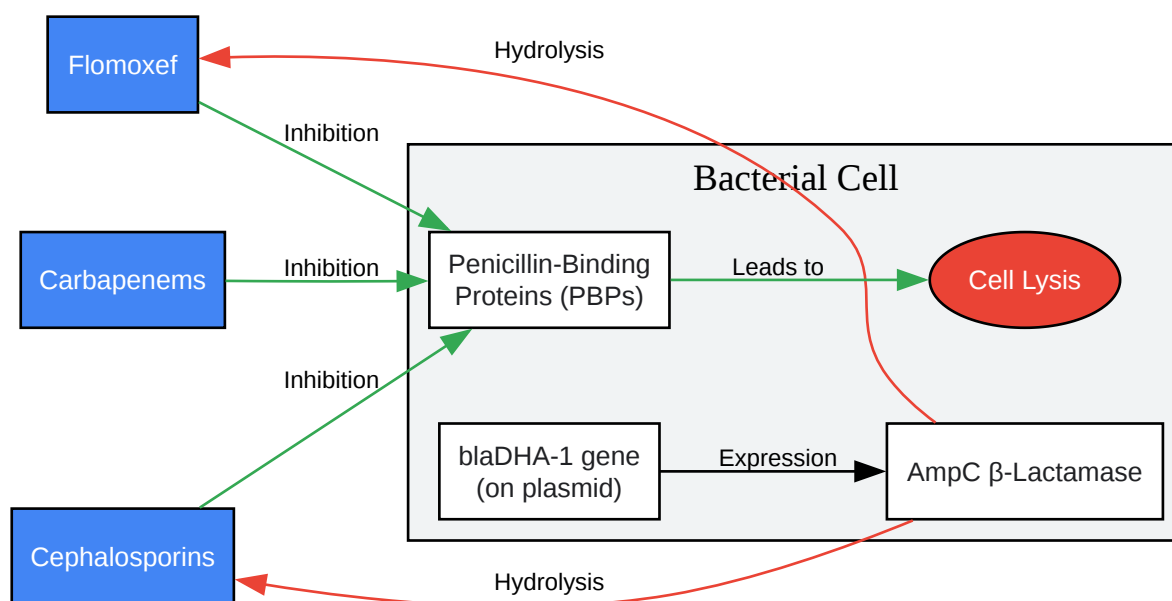 Flomoxef
Hydrolysis
Inhibition
Bacterial Cell
Carbapenems
Inhibition
Penicillin-Binding
Proteins (PBPs)
Leads to
Cell Lysis
Inhibition
blaDHA-1 gene
(on plasmid)
Expression
AmpC β-Lactamase
Cephalosporins
Hydrolysis